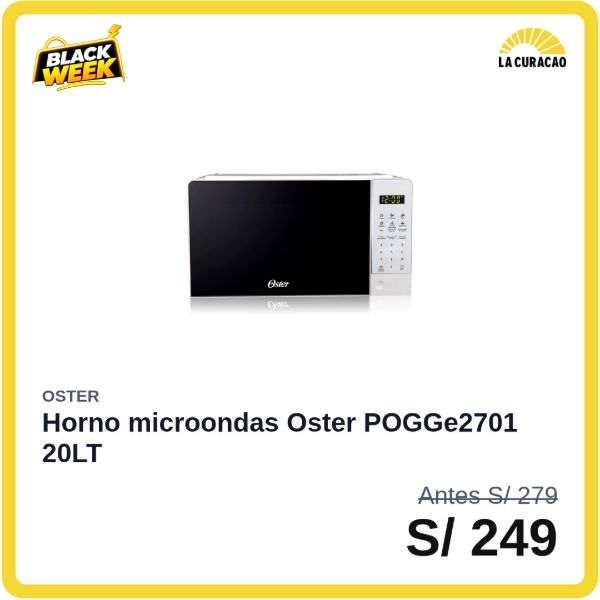 BLACK
WEEK
LA CURACAO
12:00
Oster
OSTER
Horno microondas Oster POGGe2701
20LT
Antes S/ 279
S/ 249